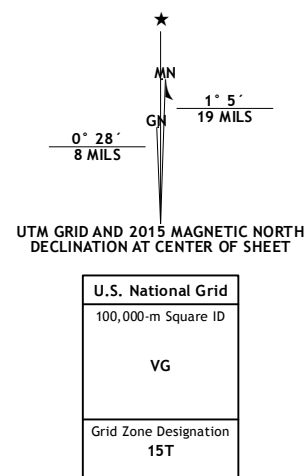 ★
MN
1° 5´
19 MILS
GN
0° 28´
8 MILS
UTM GRID AND 2015 MAGNETIC NORTH
DECLINATION AT CENTER OF SHEET
U.S. National Grid
100,000-m Square ID
VG
Grid Zone Designation
15T